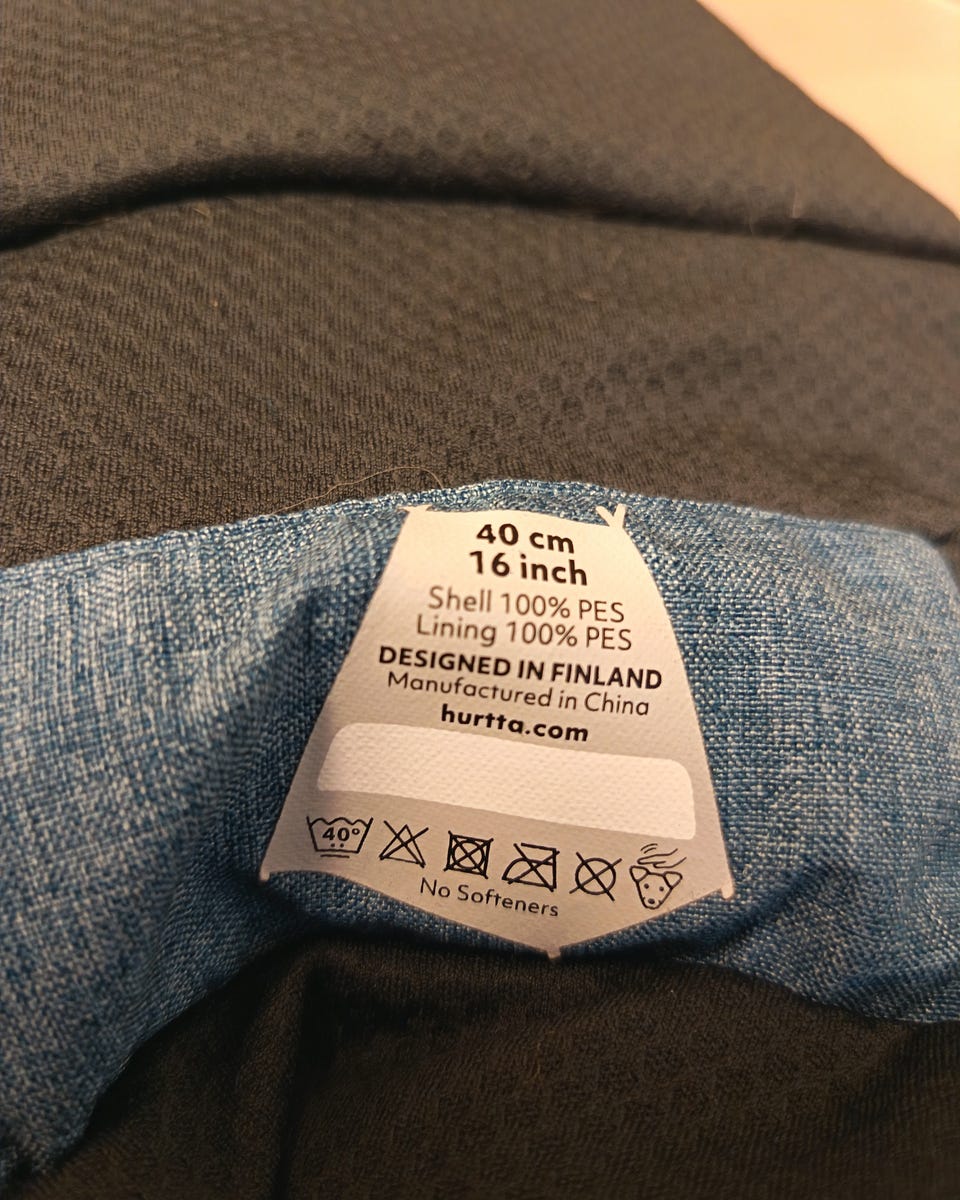 40 cm
16 inch
Shell 100% PES
Lining 100% PES
DESIGNED IN FINLAND
Manufactured in China
hurtta.com
40°
No Softeners